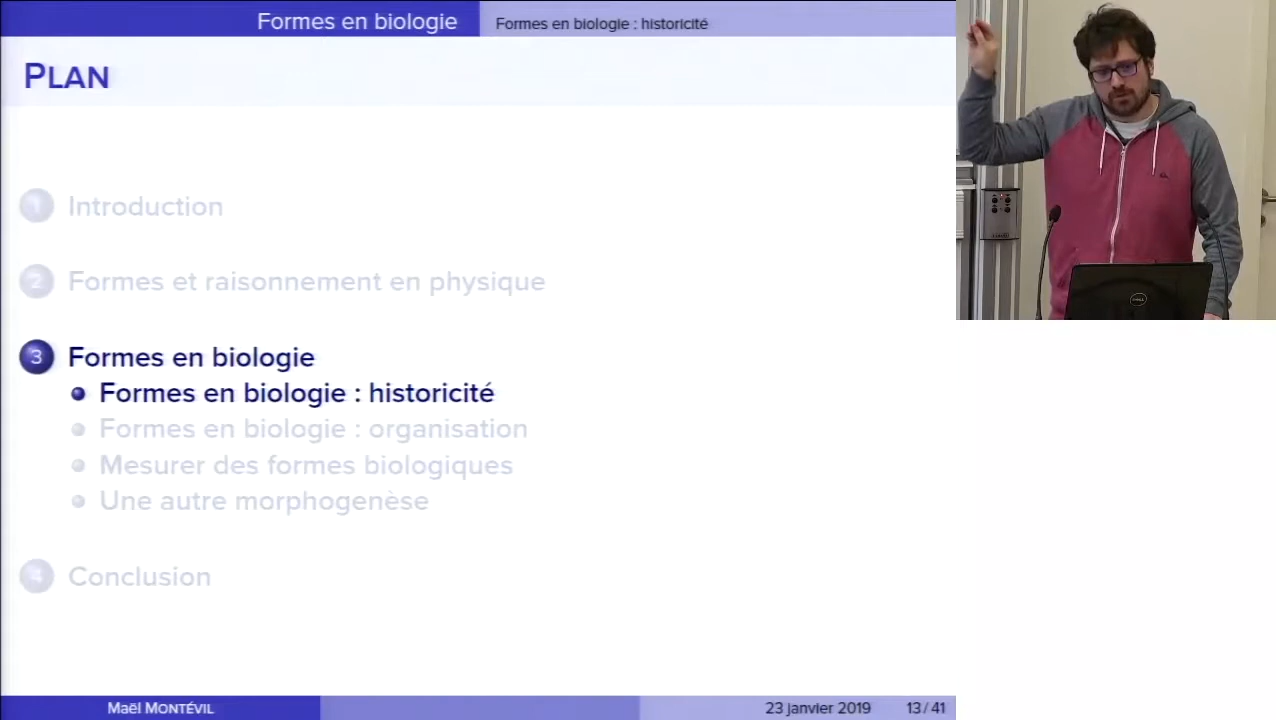 Formes en biologie
Formes en biologie : historicité
PLAN
1 Introduction
2 Formes et raisonnement en physique
3 Formes en biologie
Formes en biologie : historicité
Formes en biologie : organisation
Mesurer des formes biologiques
Une autre morphogenèse
4 Conclusion
Maël MONTÉVIL
23 janvier 2019
13 / 41
DELL